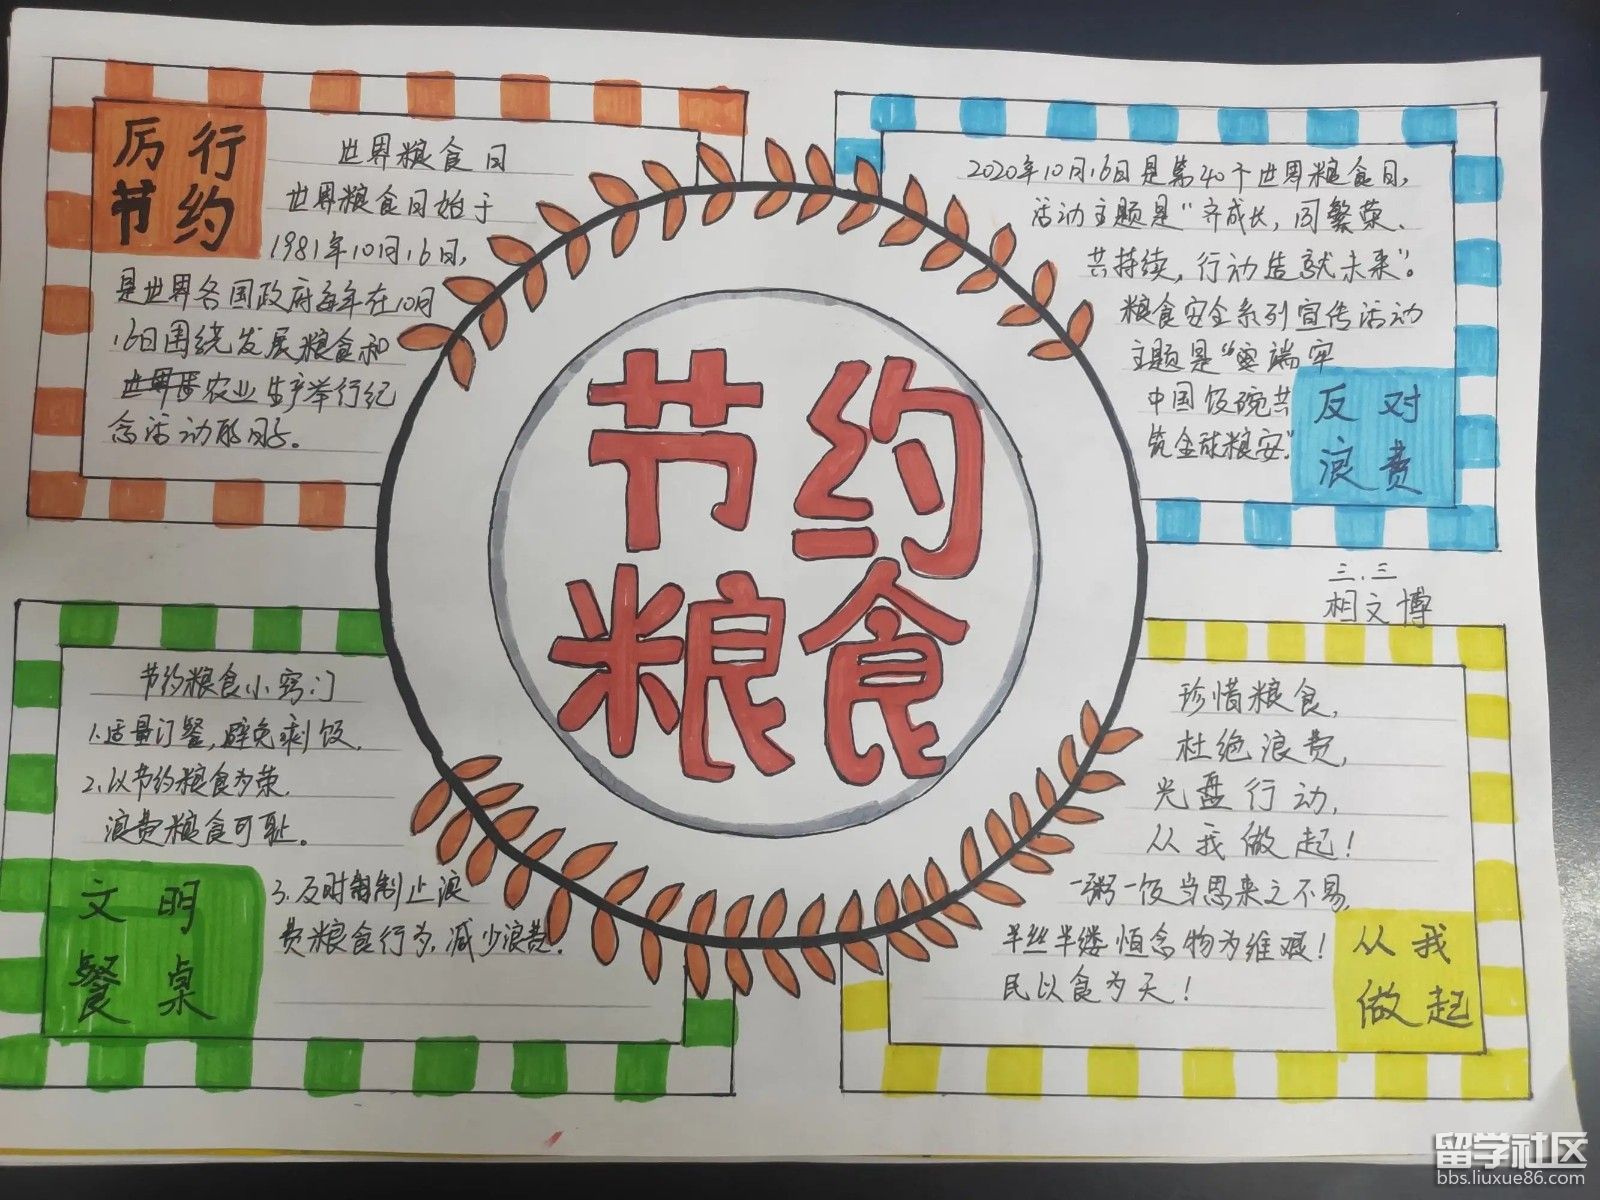 厉行
节约
世界粮食日
世界粮食日始于
1981年10月16日,
是世界各国政府每年在10月
16日围绕发展粮食和
农业生产举行纪
念活动的日子。
2020年10月16日是第40个世界粮食日,
活动主题是“齐成长,同繁荣、
共持续,行动造就未来”。
粮食安全系列宣传活动
主题是“端牢
中国饭碗共
筑全球粮安”
反对
浪费
三.三
相文博
节约
粮食
节约粮食小窍门
1.适量订餐,避免剩饭.
2.以节约粮食为荣.
浪费粮食可耻。
3.及时制止浪
费粮食行为,减少浪费.
文明
餐桌
珍惜粮食,
杜绝浪费,
光盘行动,
从我做起!
一粥一饭当思来之不易,
半丝半缕恒念物为维艰!
民以食为天!
从我
做起
留学社区
bbs.liuxue86.com